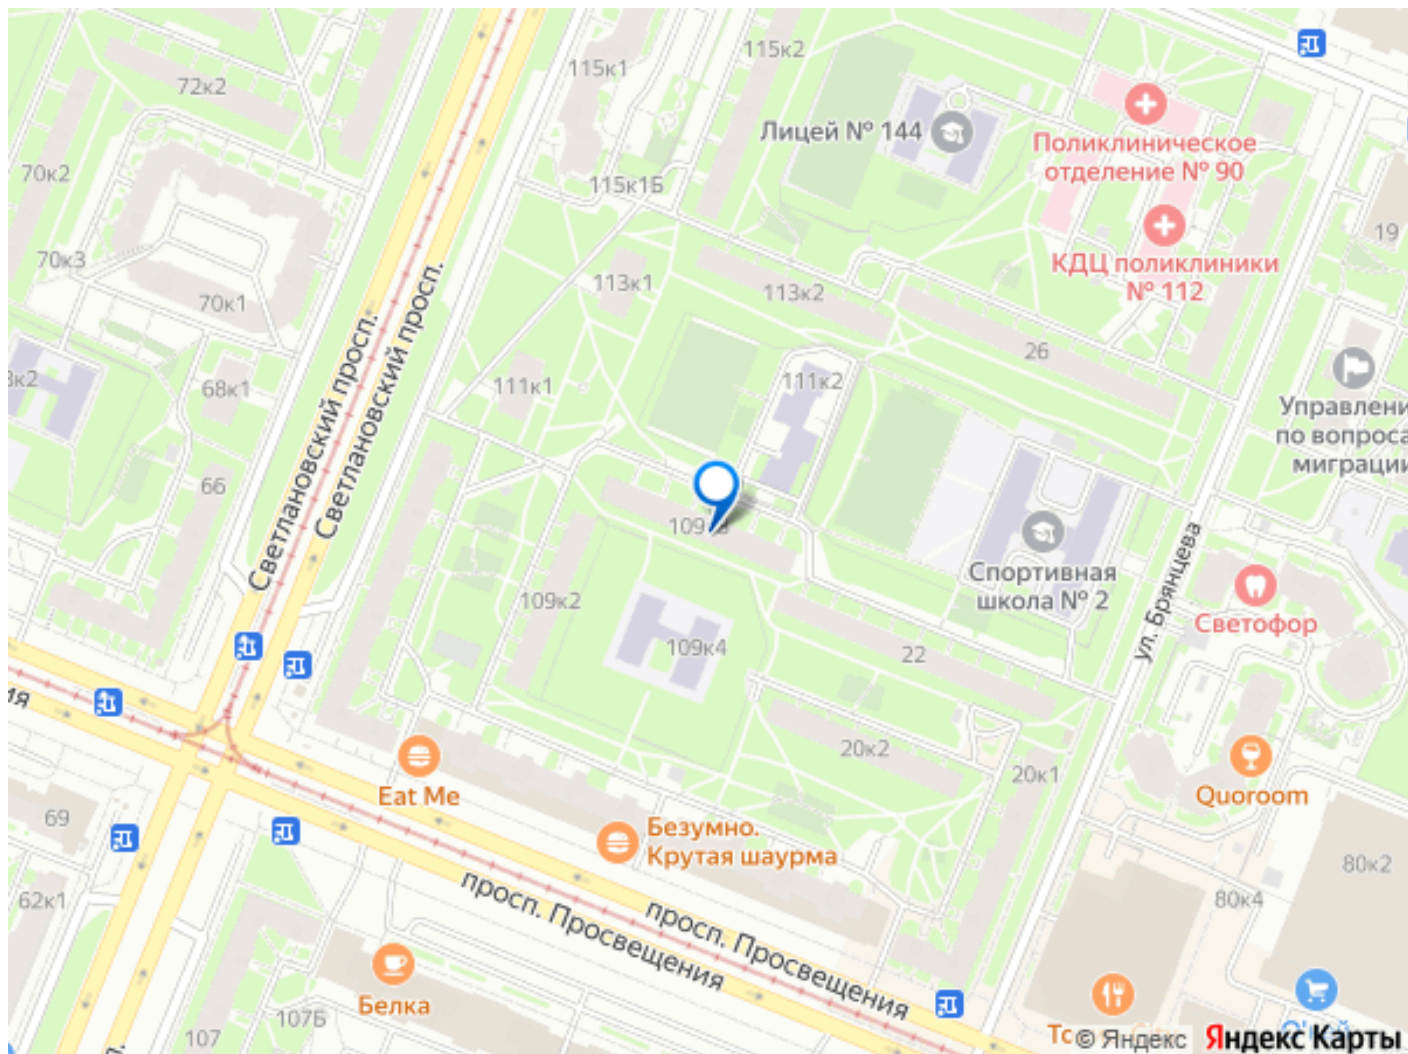 115к2
115к1
72к2
Лицей № 144
Поликлиническое
отделение № 90
70к2
115к1Б
19
70к3
КДЦ поликлиники
№ 112
113к1
113к2
70к1
26
111к2
68к1
111к1
Управлени
по вопроса
миграции
Светлановский просп.
Светлановский просп.
66
Спортивная
школа № 2
ул. Брянцева
Светофор
109к2
109к4
22
20к2
20к1
Eat Me
Quoroom
69
Безумно.
Крутая шаурма
80к2
62к1
80к4
просп. Просвещения
просп. Просвещения
Белка
107Б
107
© Яндекс Яндекс Карты